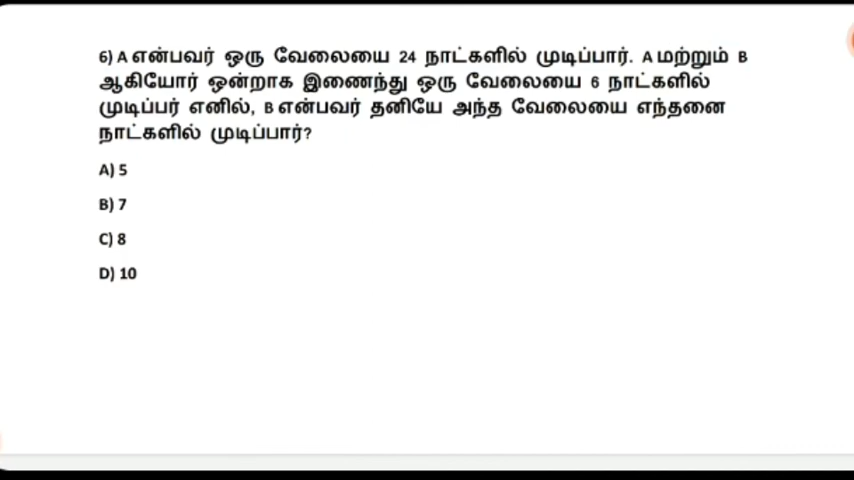 6) A என்பவர் ஒரு வேலையை 24 நாட்களில் முடிப்பார். A மற்றும் B
ஆகியோர் ஒன்றாக இணைந்து ஒரு வேலையை 6 நாட்களில்
முடிப்பர் எனில், B என்பவர் தனியே அந்த வேலையை எந்தனை
நாட்களில் முடிப்பார்?
A) 5
B) 7
C) 8
D) 10